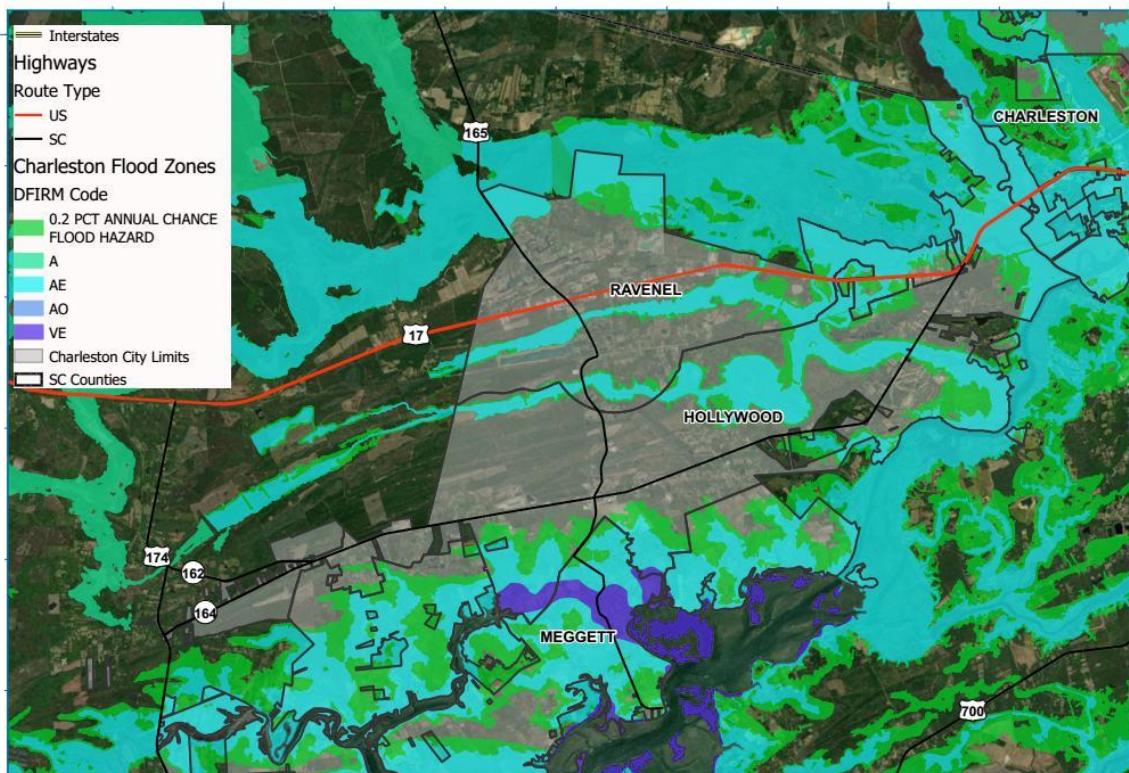 Interstates
Highways
Route Type
US
SC
Charleston Flood Zones
DFIRM Code
0.2 PCT ANNUAL CHANCE
FLOOD HAZARD
A
AE
AO
VE
Charleston City Limits
SC Counties
165
CHARLESTON
RAVENEL
17
HOLLYWOOD
174
162
164
MEGGETT
700